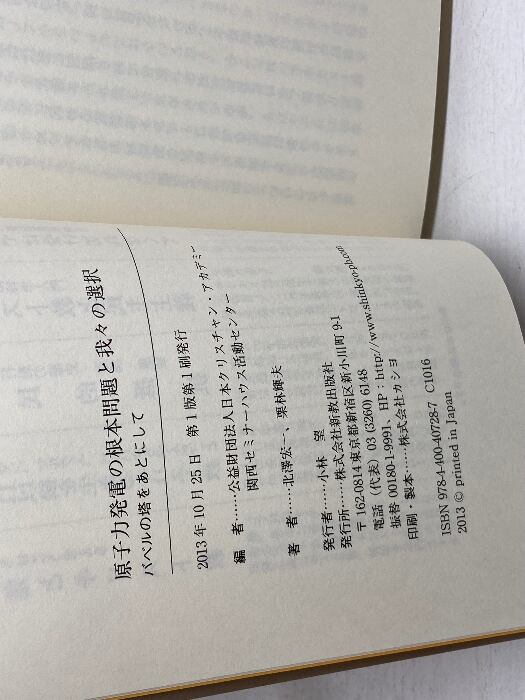 原子力発電の根本問題と我々の選択
バベルの塔をあとにして
2013年10月25日　第1版第1刷発行
編　者……公益財団法人日本クリスチャン・アカデミー
関西セミナーハウス活動センター
著　者……北澤宏一、栗林輝夫
発行者……小林　望
発行所……株式会社新教出版社
〒162-0814 東京都新宿区新小川町9-1
電話（代表）03 (3260) 6148
振替 00180-1-9991、HP：http://www.shinkyo-pb.com
印刷・製本……株式会社カシヨ
ISBN 978-4-400-40728-7　C1016
2013 © printed in Japan